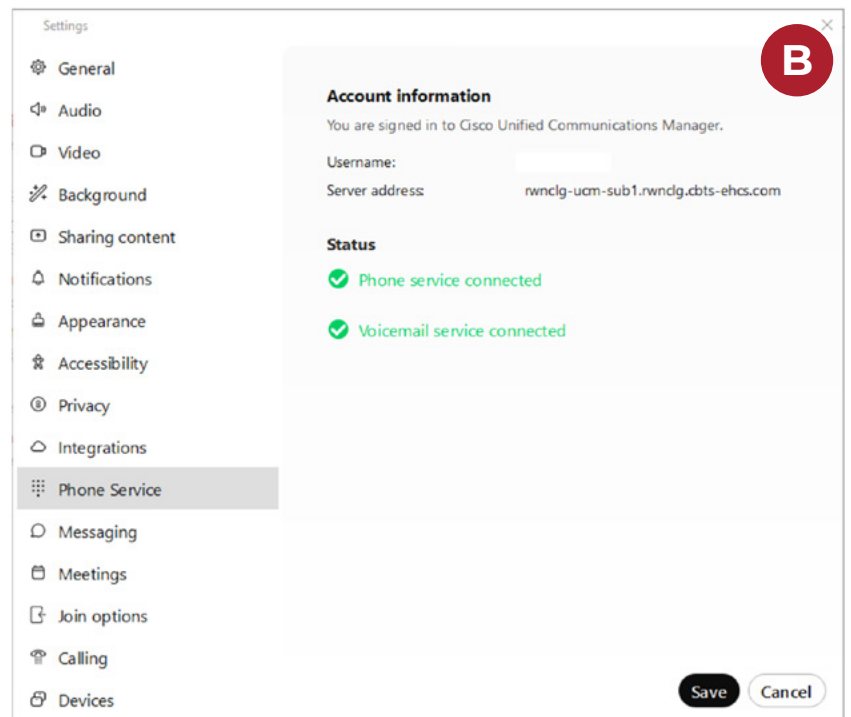 Settings
B
General
Audio
Video
Background
Sharing content
Notifications
Appearance
Accessibility
Privacy
Integrations
Phone Service
Messaging
Meetings
Join options
Calling
Devices
Account information
You are signed in to Cisco Unified Communications Manager.
Username:
Server address: rwnclg-ucm-sub1.rwnclg.cbts-ehcs.com
Status
Phone service connected
Voicemail service connected
Save Cancel